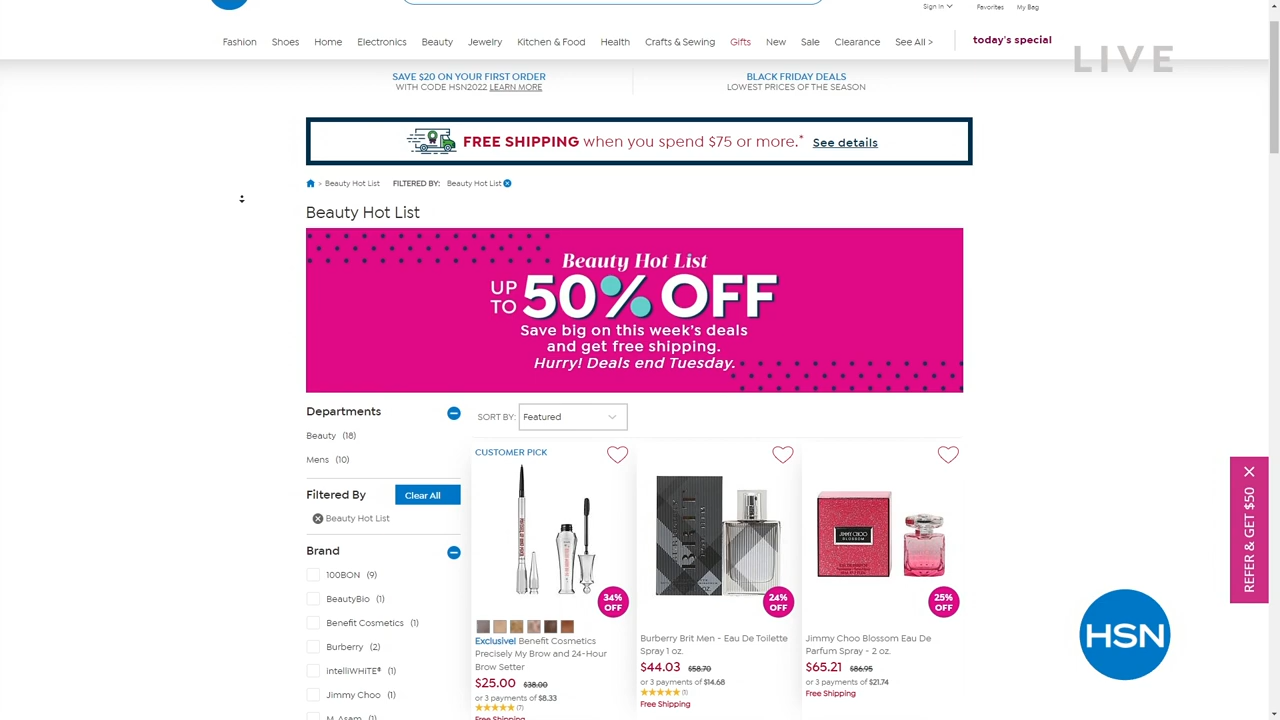 Sign In
Favorites
My Bag
Fashion
Shoes
Home
Electronics
Beauty
Jewelry
Kitchen & Food
Health
Crafts & Sewing
Gifts
New
Sale
Clearance
See All >
today's special
LIVE
SAVE $20 ON YOUR FIRST ORDER
WITH CODE HSN2022 LEARN MORE
BLACK FRIDAY DEALS
LOWEST PRICES OF THE SEASON
FREE SHIPPING when you spend $75 or more.* See details
> Beauty Hot List FILTERED BY: Beauty Hot List
Beauty Hot List
Beauty Hot List
UP TO 50% OFF
Save big on this week's deals
and get free shipping.
Hurry! Deals end Tuesday.
Departments
Beauty (18)
Mens (10)
Filtered By
Clear All
Beauty Hot List
Brand
100BON (9)
BeautyBio (1)
Benefit Cosmetics (1)
Burberry (2)
intelliWHiTE® (1)
Jimmy Choo (1)
M. Asam (1)
SORT BY: Featured
CUSTOMER PICK
34% OFF
Exclusive! Benefit Cosmetics
Precisely My Brow and 24-Hour
Brow Setter
$25.00 $38.00
or 3 payments of $8.33
(7)
Free Shipping
24% OFF
Burberry Brit Men - Eau De Toilette
Spray 1 oz.
$44.03 $58.70
or 3 payments of $14.68
(1)
Free Shipping
JIMMY CHOO
BLOSSOM
25% OFF
Jimmy Choo Blossom Eau De
Parfum Spray - 2 oz.
$65.21 $86.95
or 3 payments of $21.74
Free Shipping
REFER & GET $50
HSN